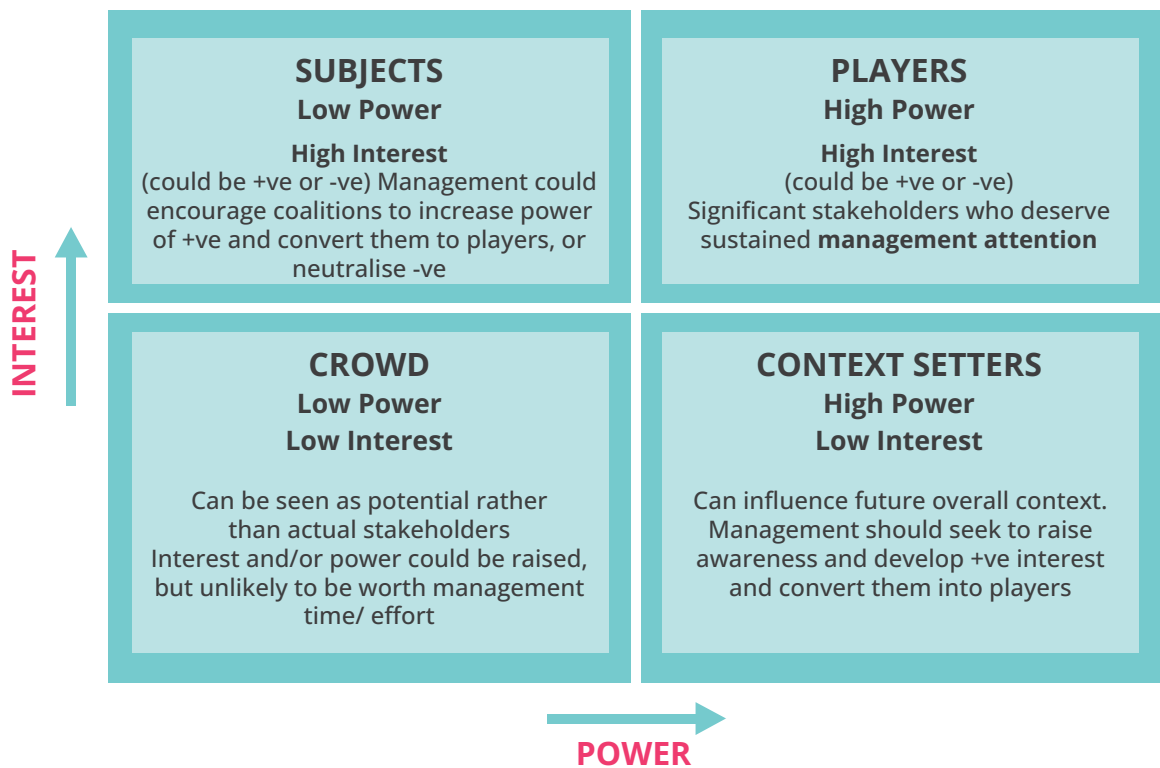 SUBJECTS
Low Power
High Interest
(could be +ve or -ve) Management could
encourage coalitions to increase power
of +ve and convert them to players, or
neutralise -ve
PLAYERS
High Power
High Interest
(could be +ve or -ve)
Significant stakeholders who deserve
sustained management attention
INTEREST
CROWD
Low Power
Low Interest
Can be seen as potential rather
than actual stakeholders
Interest and/or power could be raised,
but unlikely to be worth management
time/ effort
CONTEXT SETTERS
High Power
Low Interest
Can influence future overall context.
Management should seek to raise
awareness and develop +ve interest
and convert them into players
POWER